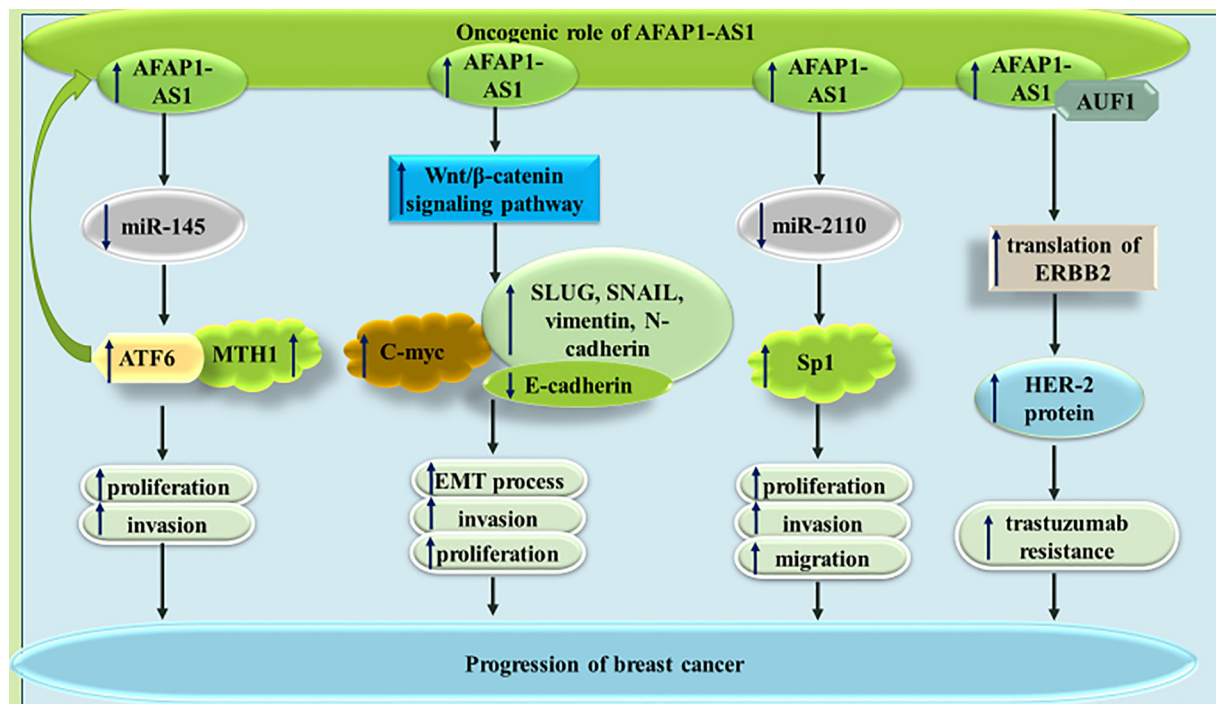 Oncogenic role of AFAP1-AS1
↑ AFAP1-
AS1
↓ miR-145
↑ ATF6
MTH1 ↑
↑ proliferation
↑ invasion
↑ AFAP1-
AS1
↑ Wnt/β-catenin
signaling pathway
↑ C-myc
↑ SLUG, SNAIL,
vimentin, N-
cadherin
↓ E-cadherin
↑ EMT process
↑ invasion
↑ proliferation
↑ AFAP1-
AS1
↓ miR-2110
↑ Sp1
↑ proliferation
↑ invasion
↑ migration
↑ AFAP1-
AS1
AUF1
↑ translation of
ERBB2
↑ HER-2
protein
↑ trastuzumab
resistance
Progression of breast cancer